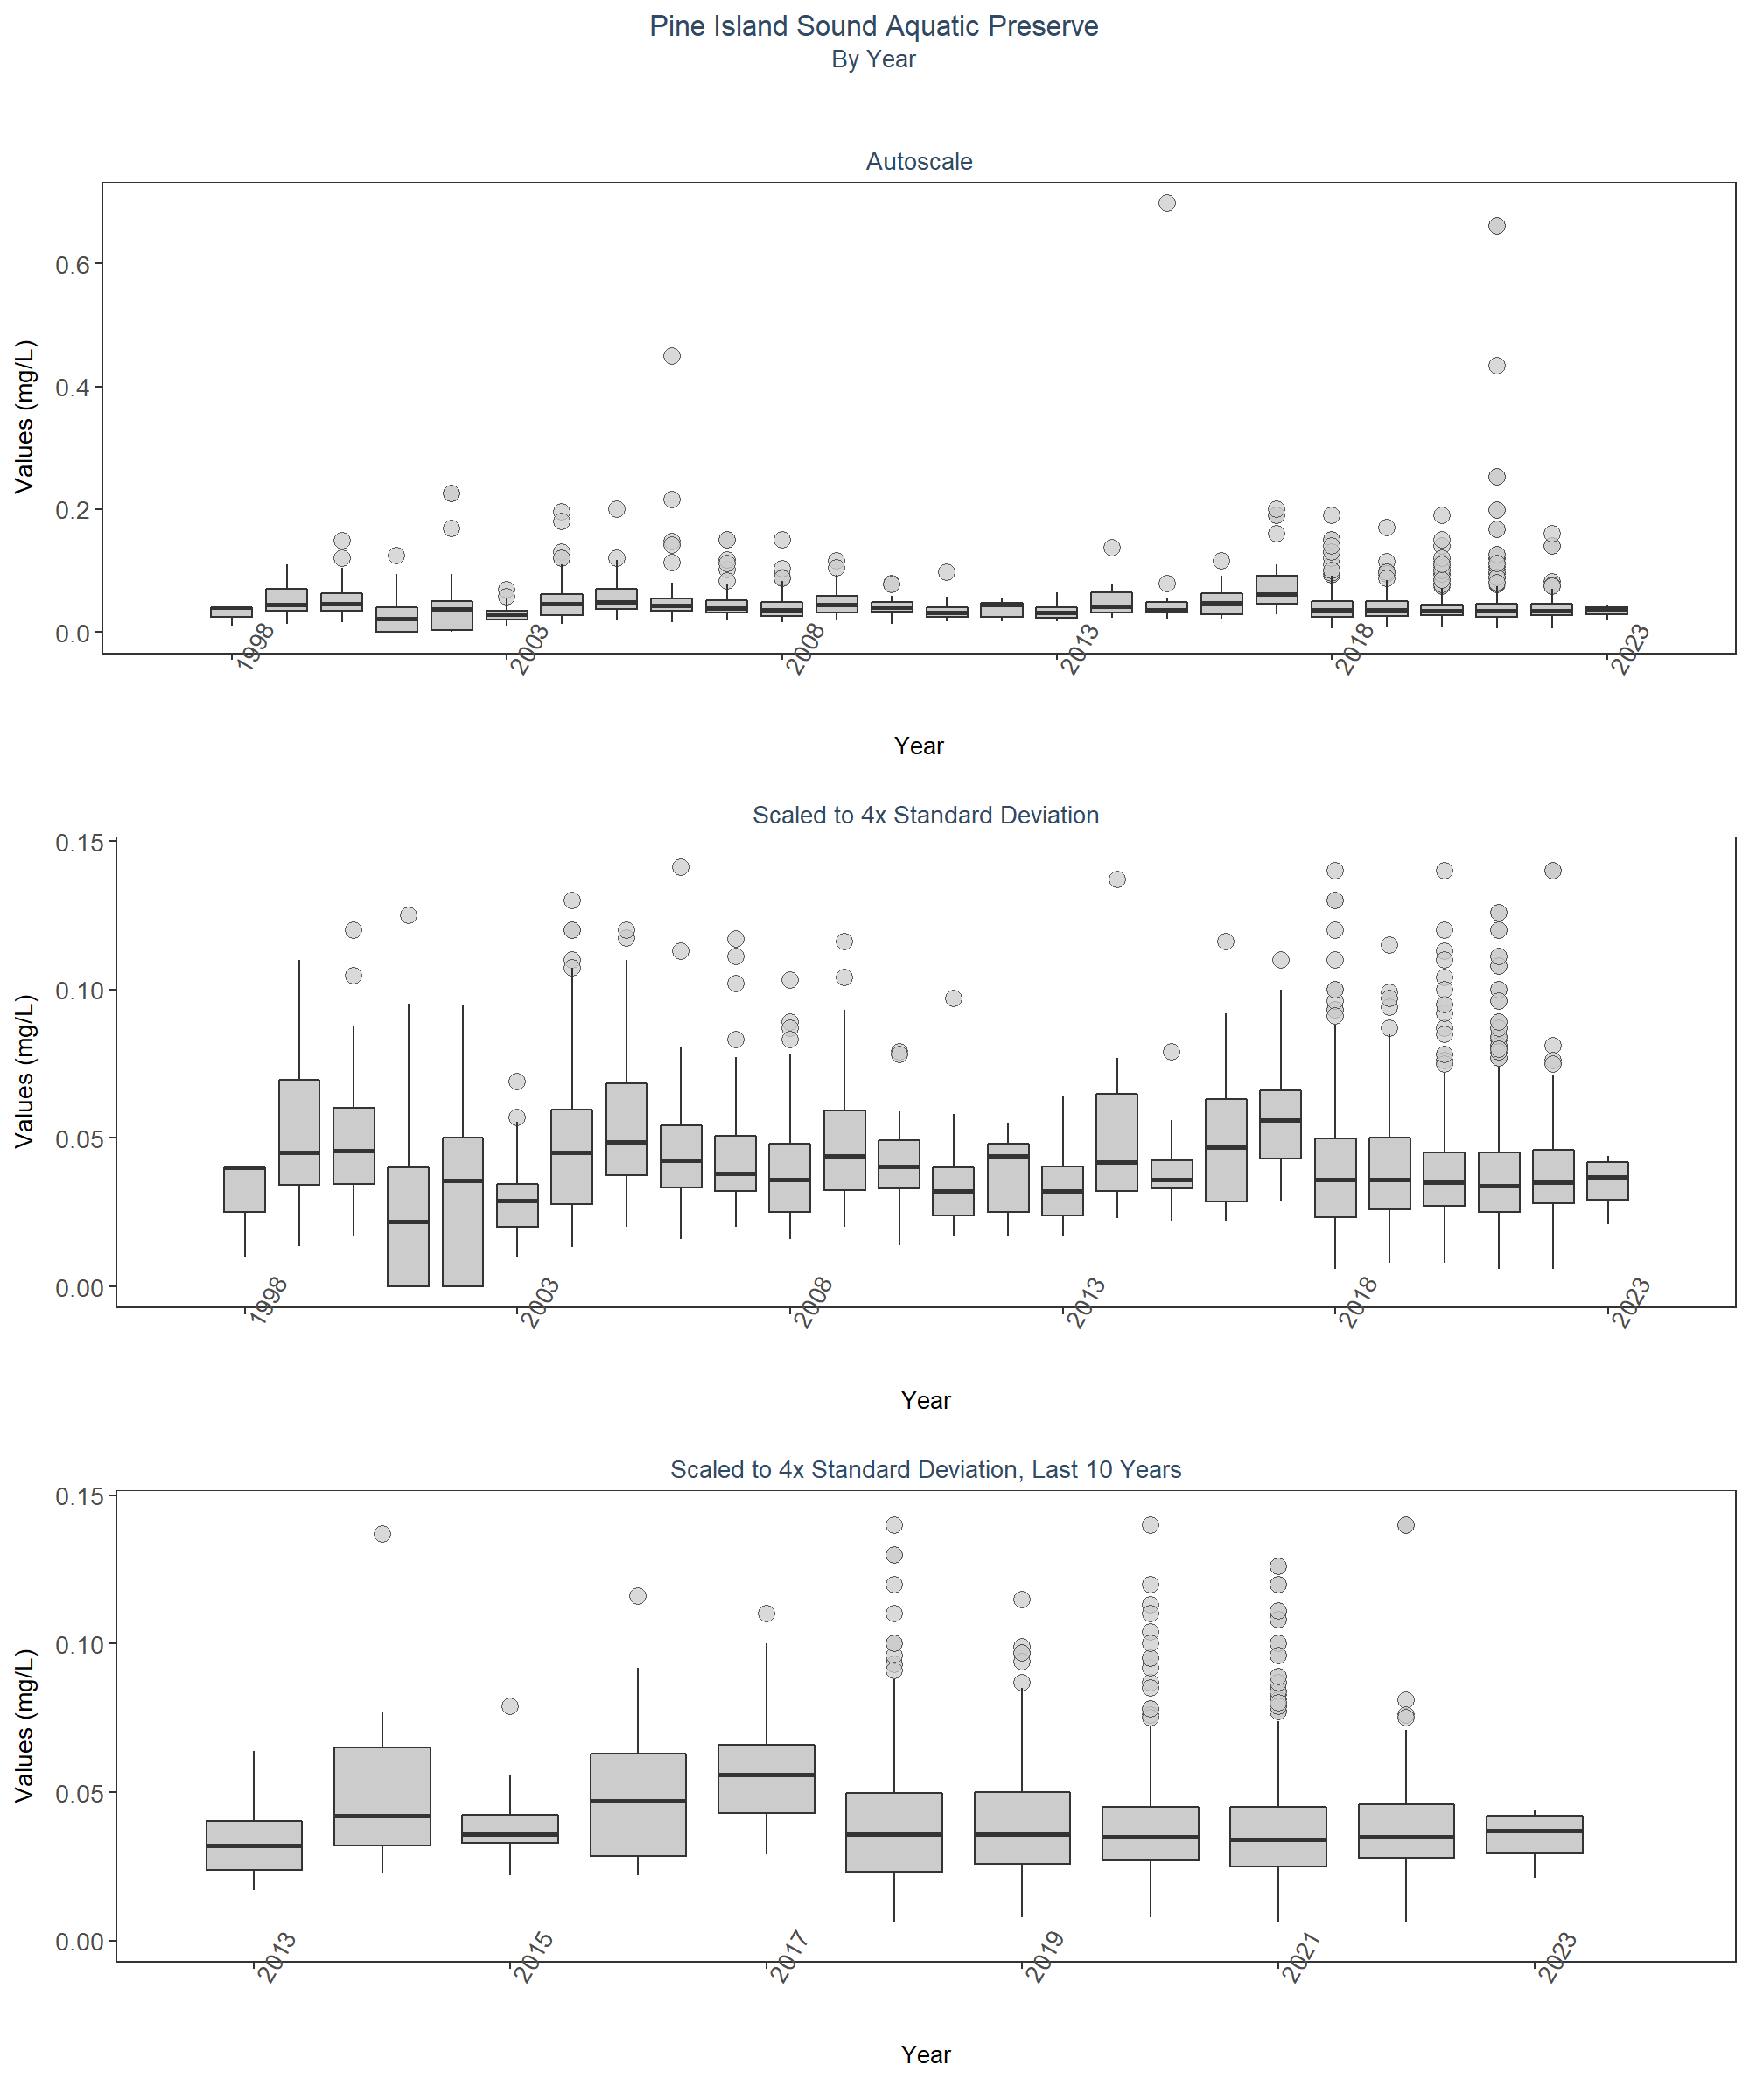 Pine Island Sound Aquatic Preserve
By Year
Autoscale
Values (mg/L)
0.6
0.4
0.2
0.0
1998
2003
2008
2013
2018
2023
Year
Scaled to 4x Standard Deviation
Values (mg/L)
0.15
0.10
0.05
0.00
1998
2003
2008
2013
2018
2023
Year
Scaled to 4x Standard Deviation, Last 10 Years
Values (mg/L)
0.15
0.10
0.05
0.00
2013
2015
2017
2019
2021
2023
Year